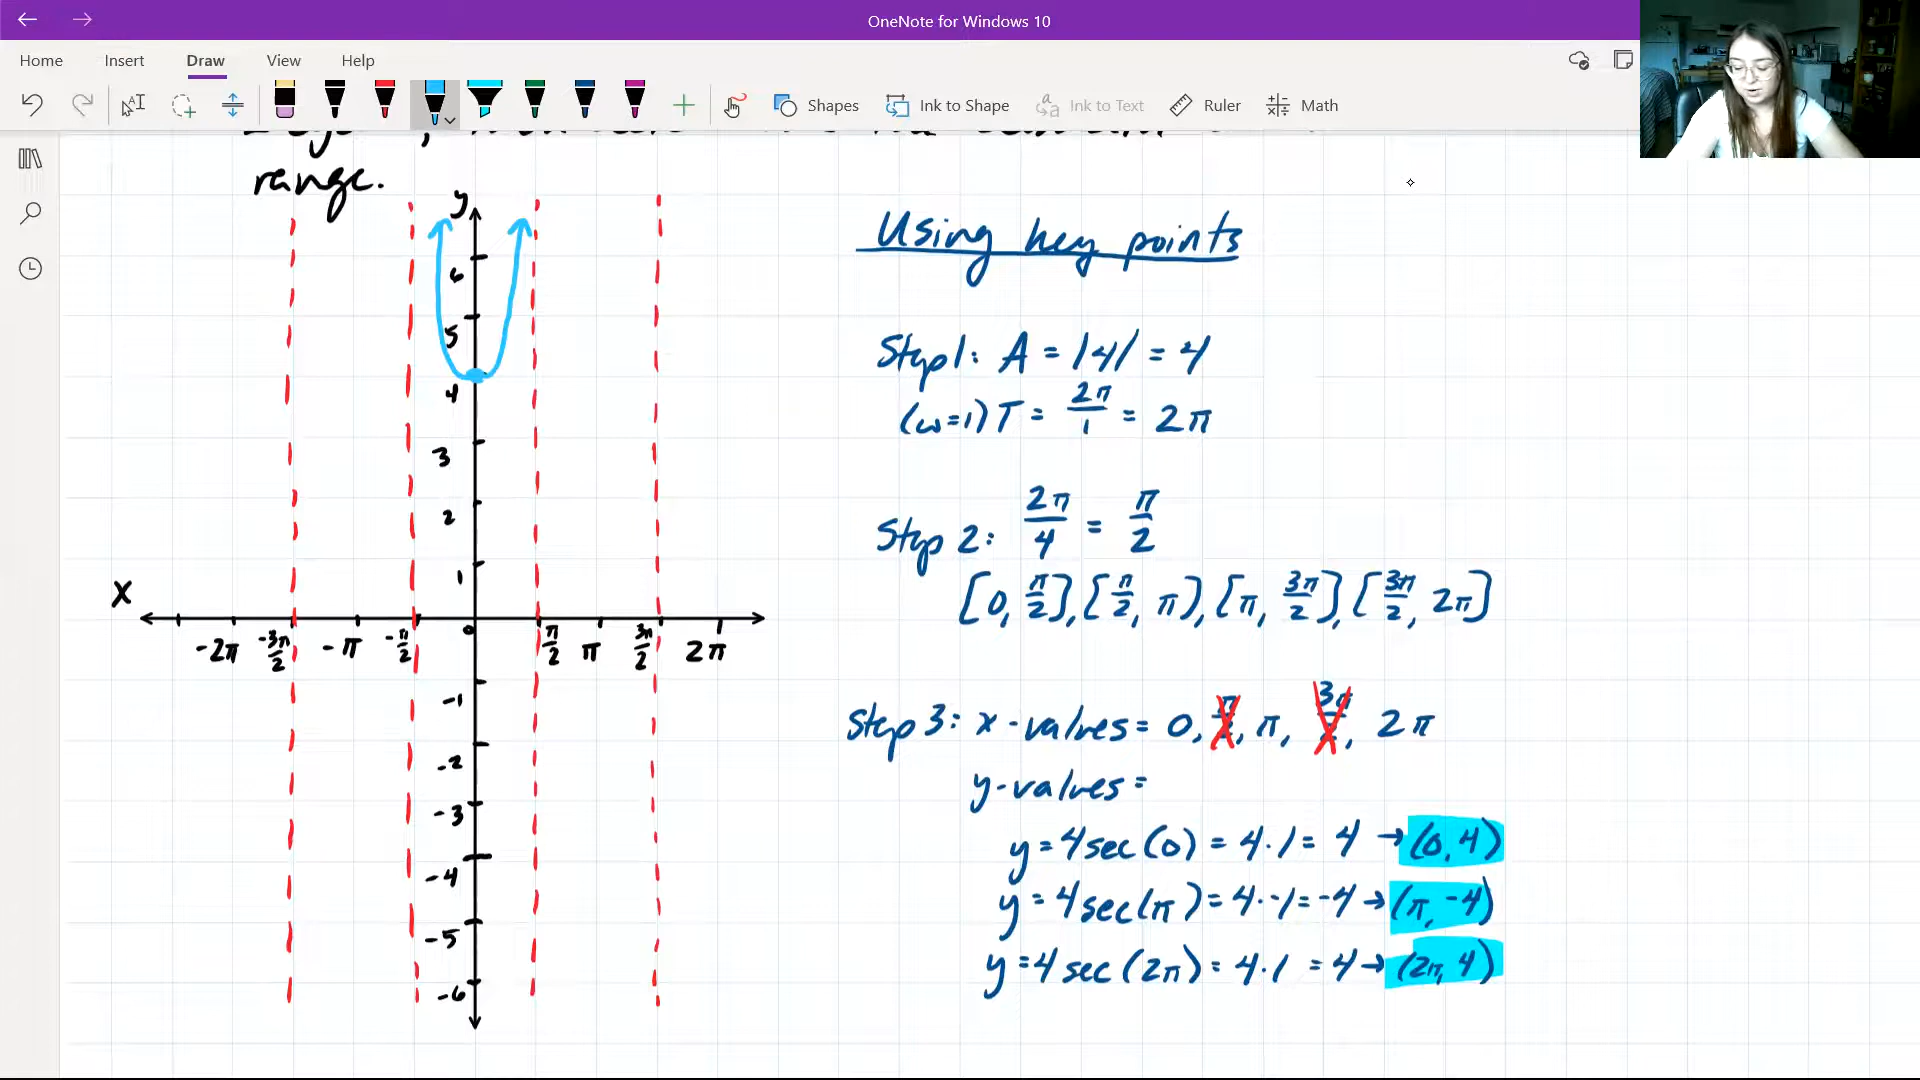 OneNote for Windows 10
Home Insert Draw View Help
Shapes Ink to Shape Ink to Text Ruler Math
range.
y
6
5
4
3
2
1
x
-2π -3π/2 -π -π/2 0 π/2 π 3π/2 2π
-1
-2
-3
-4
-5
-6
Using key points
Step 1: A = |4| = 4
(ω=1) T = 2π/1 = 2π
Step 2: 2π/4 = π/2
[0, π/2], [π/2, π), [π, 3π/2], [3π/2, 2π]
Step 3: x-values = 0, π/2, π, 3π/2, 2π
y-values =
y = 4sec(0) = 4·1 = 4 → (0, 4)
y = 4sec(π) = 4·-1 = -4 → (π, -4)
y = 4sec(2π) = 4·1 = 4 → (2π, 4)